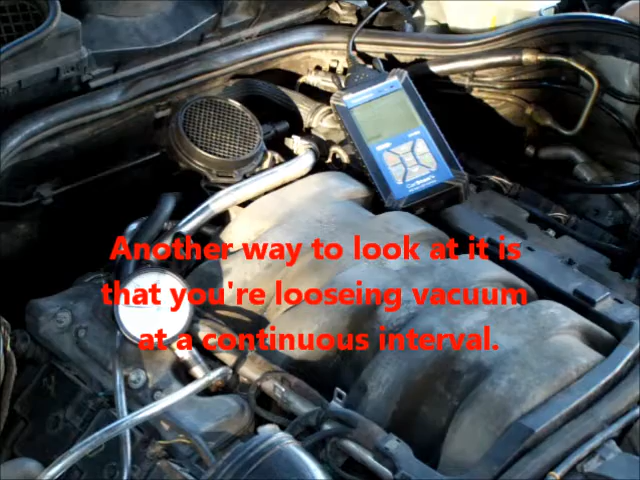 Another way to look at it is
that you're looseing vacuum
at a continuous interval.